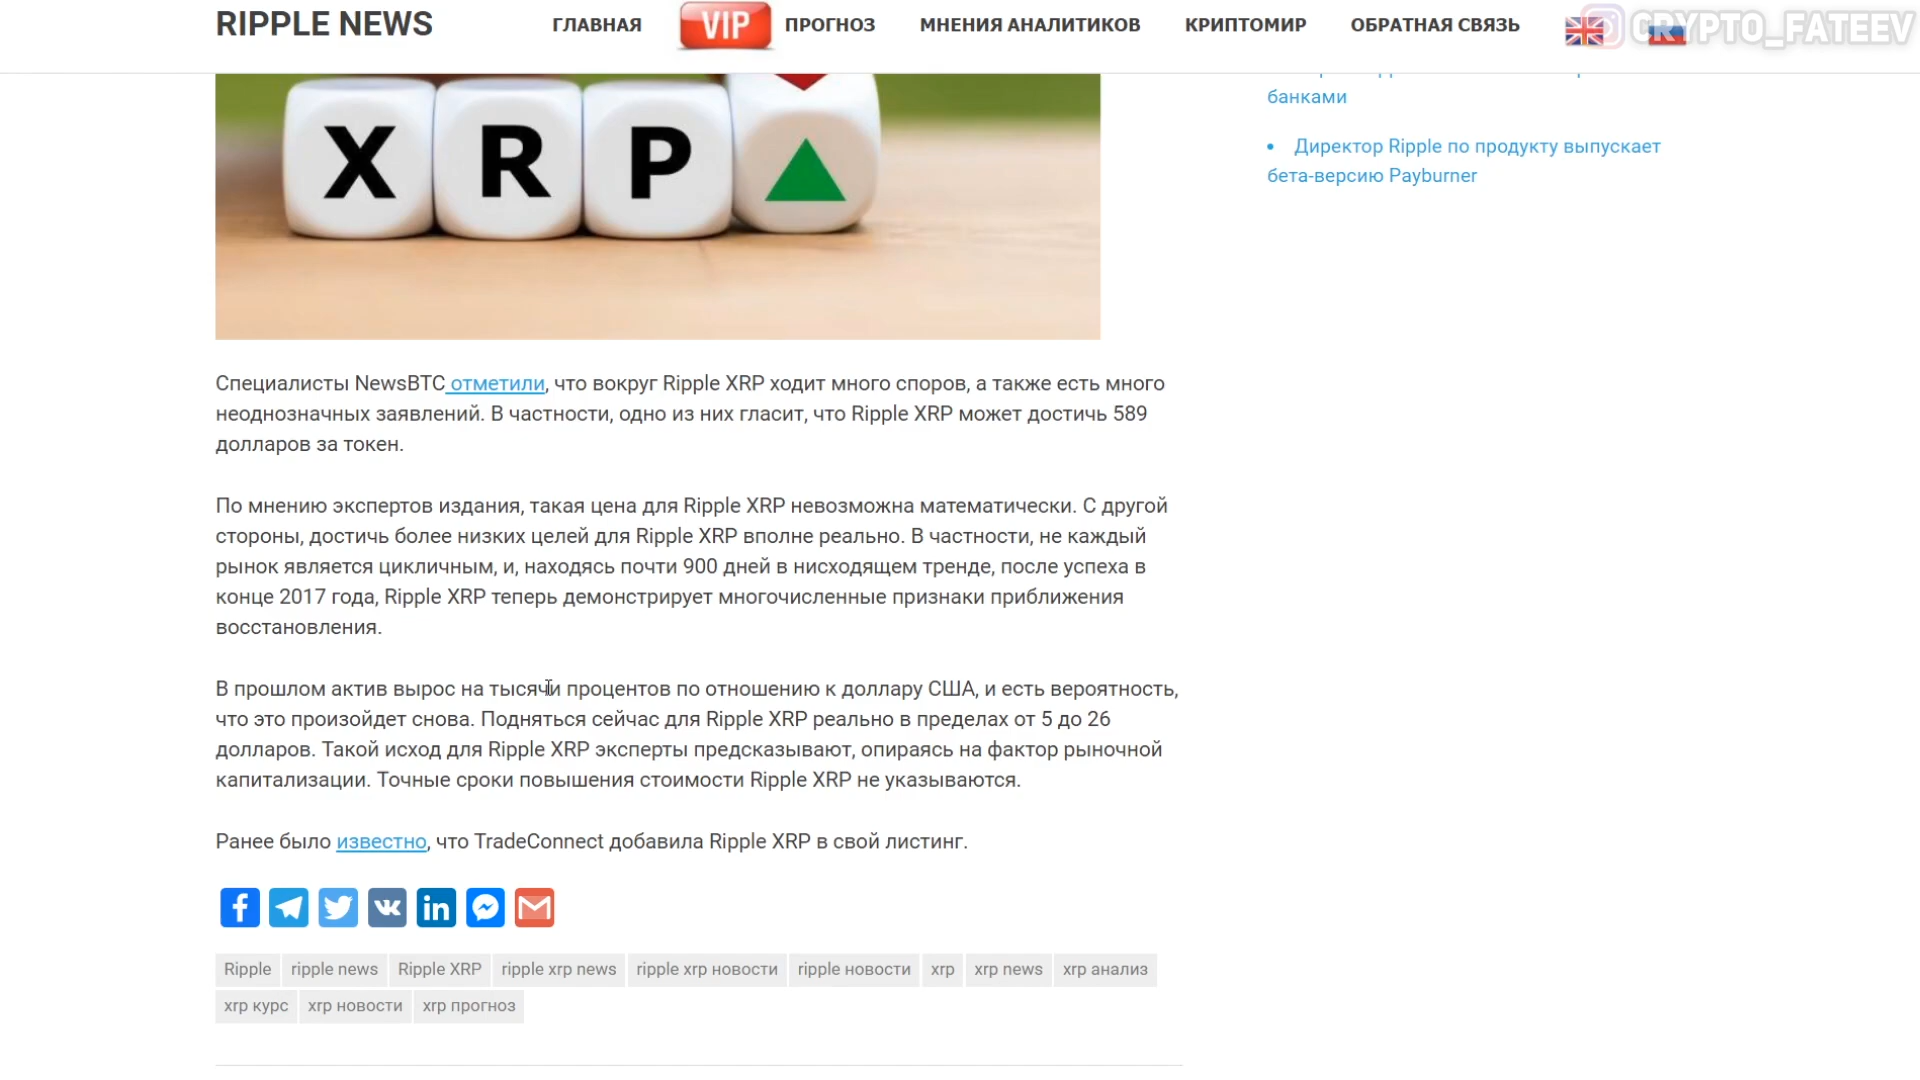 RIPPLE NEWS
ГЛАВНАЯ
VIP
ПРОГНОЗ
МНЕНИЯ АНАЛИТИКОВ
КРИПТОМИР
ОБРАТНАЯ СВЯЗЬ
CRYPTO_FATEEV
X R P
банками
• Директор Ripple по продукту выпускает
бета-версию Payburner
Специалисты NewsBTC отметили, что вокруг Ripple XRP ходит много споров, а также есть много
неоднозначных заявлений. В частности, одно из них гласит, что Ripple XRP может достичь 589
долларов за токен.
По мнению экспертов издания, такая цена для Ripple XRP невозможна математически. С другой
стороны, достичь более низких целей для Ripple XRP вполне реально. В частности, не каждый
рынок является цикличным, и, находясь почти 900 дней в нисходящем тренде, после успеха в
конце 2017 года, Ripple XRP теперь демонстрирует многочисленные признаки приближения
восстановления.
В прошлом актив вырос на тысячи процентов по отношению к доллару США, и есть вероятность,
что это произойдет снова. Подняться сейчас для Ripple XRP реально в пределах от 5 до 26
долларов. Такой исход для Ripple XRP эксперты предсказывают, опираясь на фактор рыночной
капитализации. Точные сроки повышения стоимости Ripple XRP не указываются.
Ранее было известно, что TradeConnect добавила Ripple XRP в свой листинг.
Ripple
ripple news
Ripple XRP
ripple xrp news
ripple xrp новости
ripple новости
xrp
xrp news
xrp анализ
xrp курс
xrp новости
xrp прогноз